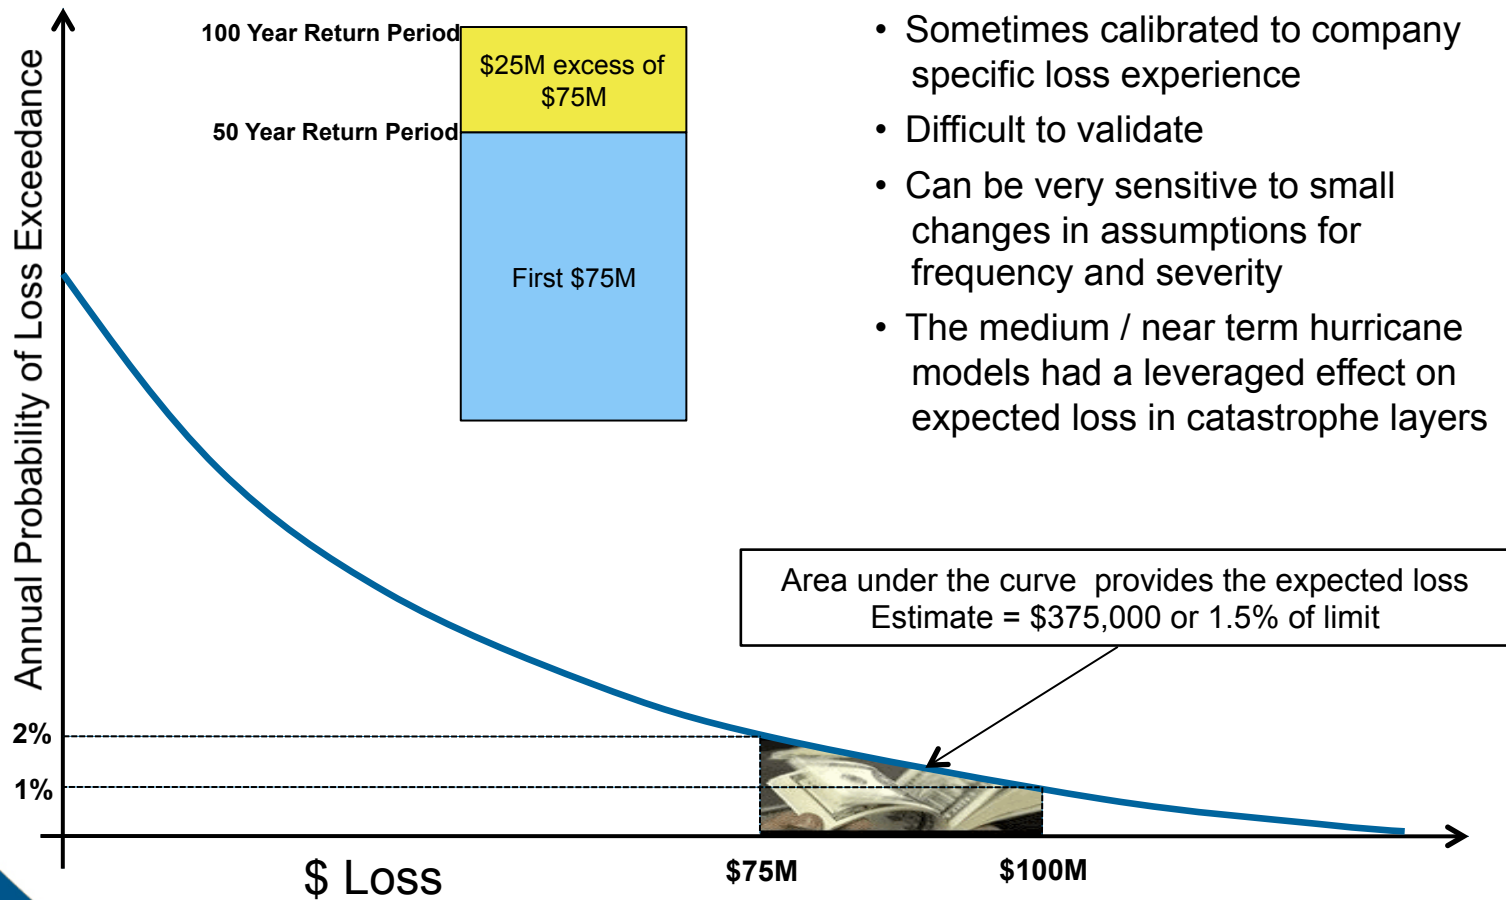 Annual Probability of Loss Exceedance
100 Year Return Period
$25M excess of
$75M
50 Year Return Period
First $75M
• Sometimes calibrated to company
specific loss experience
• Difficult to validate
• Can be very sensitive to small
changes in assumptions for
frequency and severity
• The medium / near term hurricane
models had a leveraged effect on
expected loss in catastrophe layers
Area under the curve provides the expected loss
Estimate = $375,000 or 1.5% of limit
2%
1%
$ Loss
$75M
$100M